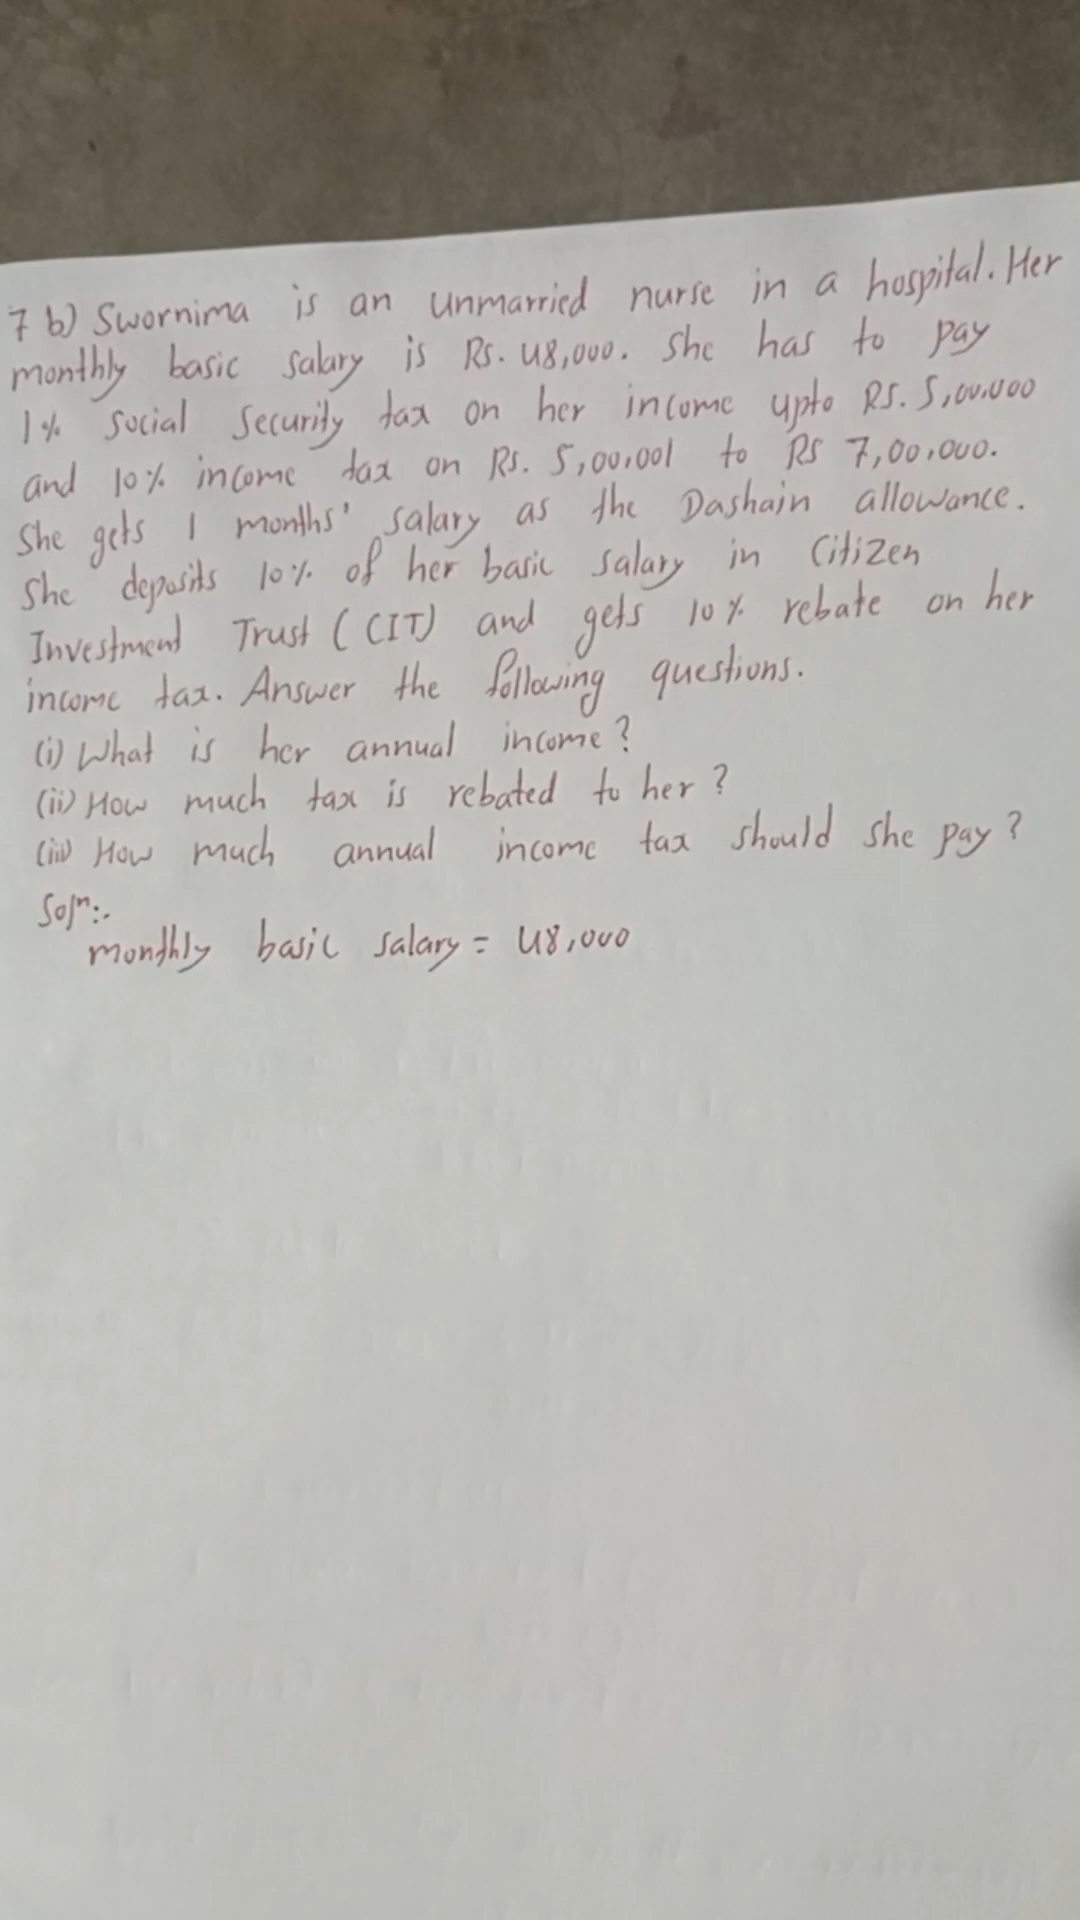 7 b) Swornima is an unmarried nurse in a hospital. Her
monthly basic salary is Rs. 48,000. She has to pay
1% Social Security tax on her income upto RS. 5,00,000
and 10% income tax on Rs. 5,00,001 to RS 7,00,000.
She gets 1 months' salary as the Dashain allowance.
She deposits 10% of her basic salary in Citizen
Investment Trust (CIT) and gets 10% rebate on her
income tax. Answer the following questions.
(i) What is her annual income?
(ii) How much tax is rebated to her?
(iii) How much annual income tax should she pay?
Solⁿ:.
monthly basic salary = 48,000